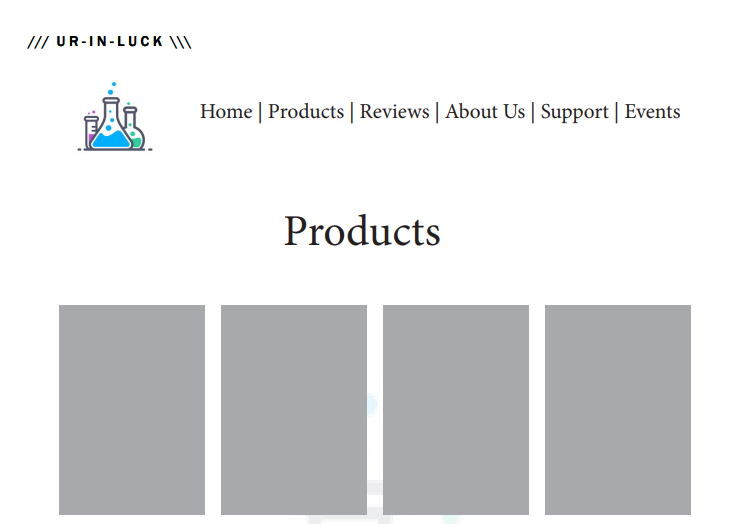 /// UR-IN-LUCK \\\
Home | Products | Reviews | About Us | Support | Events
Products